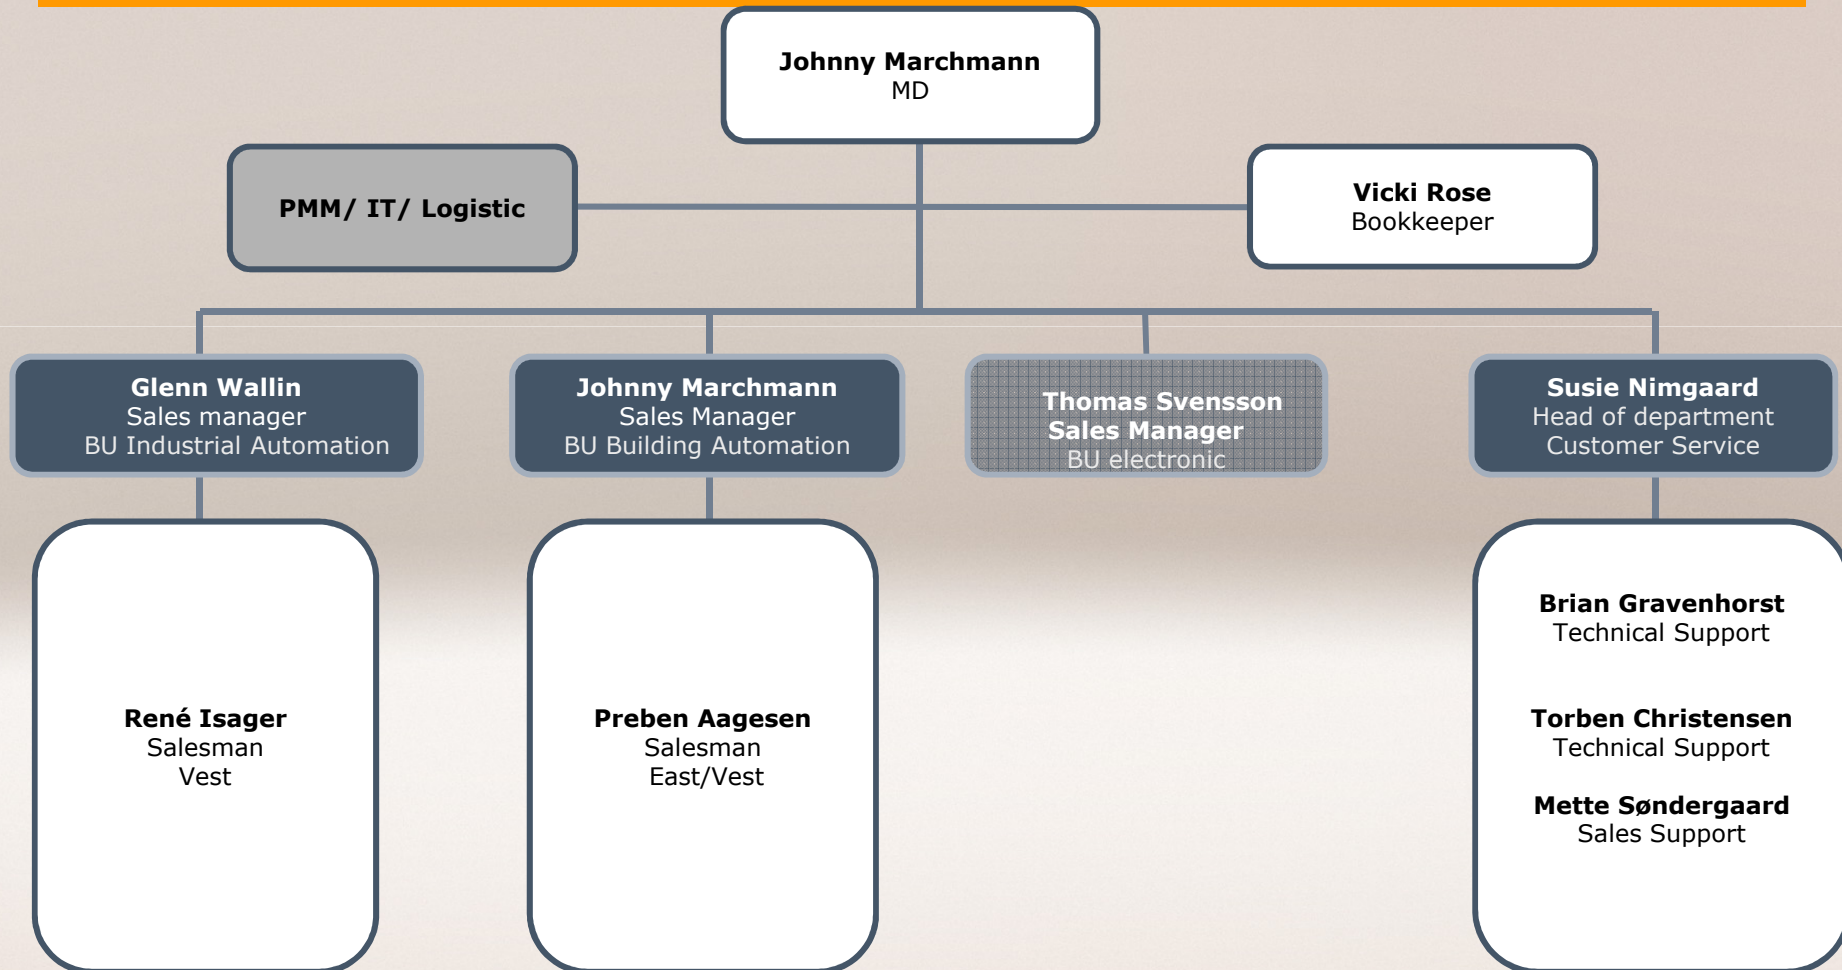 Johnny Marchmann
MD
PMM/ IT/ Logistic
Vicki Rose
Bookkeeper
Glenn Wallin
Sales manager
BU Industrial Automation
Johnny Marchmann
Sales Manager
BU Building Automation
Thomas Svensson
Sales Manager
BU electronic
Susie Nimgaard
Head of department
Customer Service
René Isager
Salesman
Vest
Preben Aagesen
Salesman
East/Vest
Brian Gravenhorst
Technical Support
Torben Christensen
Technical Support
Mette Søndergaard
Sales Support